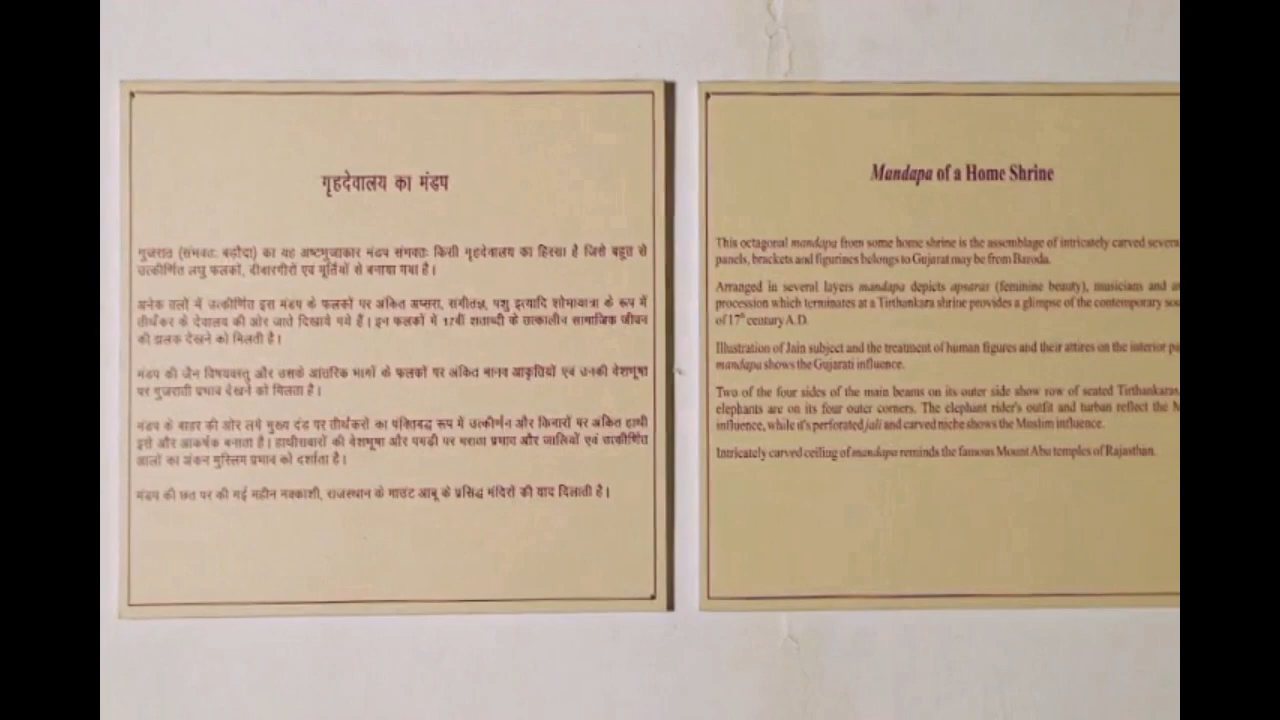 गृहदेवालय का मंडप
गुजरात (संभवतः बड़ौदा) का यह अष्टभुजाकार मंडप संभवतः किसी गृहदेवालय का हिस्सा है जिसे बहुत से
उत्कीर्णित लघु फलकों, दीवारगीरों एवं मूर्तियों से बनाया गया है।
अनेक तलों में उत्कीर्णित इस मंडप के फलकों पर अंकित अप्सरा, संगीतज्ञ, पशु इत्यादि शोभायात्रा के रूप में
तीर्थंकर के देवालय की ओर जाते दिखाये गये हैं। इन फलकों में 17वीं शताब्दी के तत्कालीन सामाजिक जीवन
की झलक देखने को मिलती है।
मंडप की जैन विषयवस्तु और उसके आंतरिक भागों के फलकों पर अंकित मानव आकृतियों एवं उनकी वेशभूषा
पर गुजराती प्रभाव देखने को मिलता है।
मंडप के बाहर की ओर लगे मुख्य दंड पर तीर्थंकरों का पंक्तिबद्ध रूप में उत्कीर्णन और किनारों पर अंकित हाथी
इसे और आकर्षक बनाता है। हाथीसवारों की वेशभूषा और पगड़ी पर मराठा प्रभाव और जालियों एवं उत्कीर्णित
आलों का अंकन मुस्लिम प्रभाव को दर्शाता है।
मंडप की छत पर की गई महीन नक्काशी, राजस्थान के माउंट आबू के प्रसिद्ध मंदिरों की याद दिलाती है।
Mandapa of a Home Shrine
This octagonal mandapa from some home shrine is the assemblage of intricately carved
panels, brackets and figurines belongs to Gujarat may be from Baroda.
Arranged in several layers mandapa depicts apsaras (feminine beauty), musicians and
procession which terminates at a Tirthankara shrine provides a glimpse of the contemporary
of 17th century A.D.
Illustration of Jain subject and the treatment of human figures and their attires on the interior
mandapa shows the Gujarati influence.
Two of the four sides of the main beams on its outer side show row of seated Tirthankaras
elephants are on its four outer corners. The elephant rider's outfit and turban reflect the
influence, while it's perforated jali and carved niche shows the Muslim influence.
Intricately carved ceiling of mandapa reminds the famous Mount Abu temples of Rajasthan.